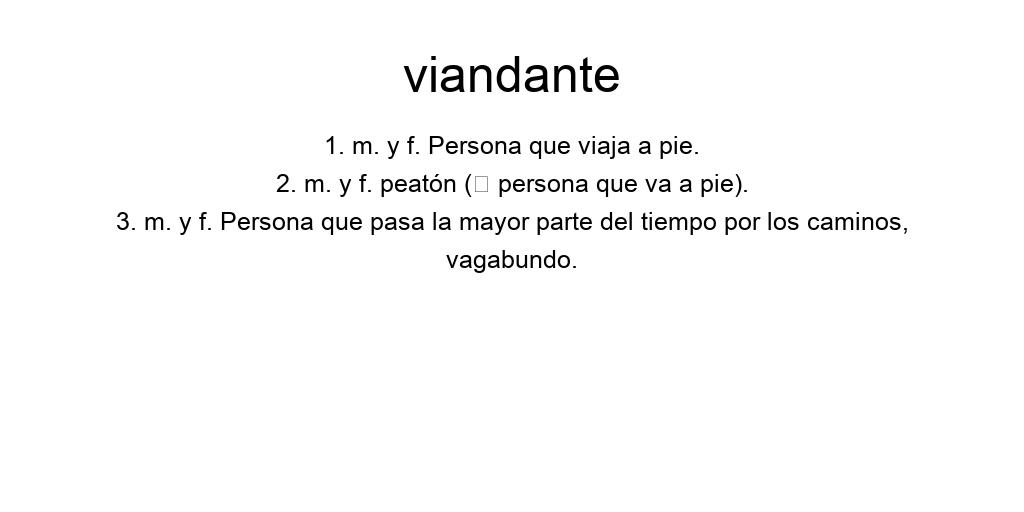 viandante
1. m. y f. Persona que viaja a pie.
2. m. y f. peatón (□ persona que va a pie).
3. m. y f. Persona que pasa la mayor parte del tiempo por los caminos,
vagabundo.